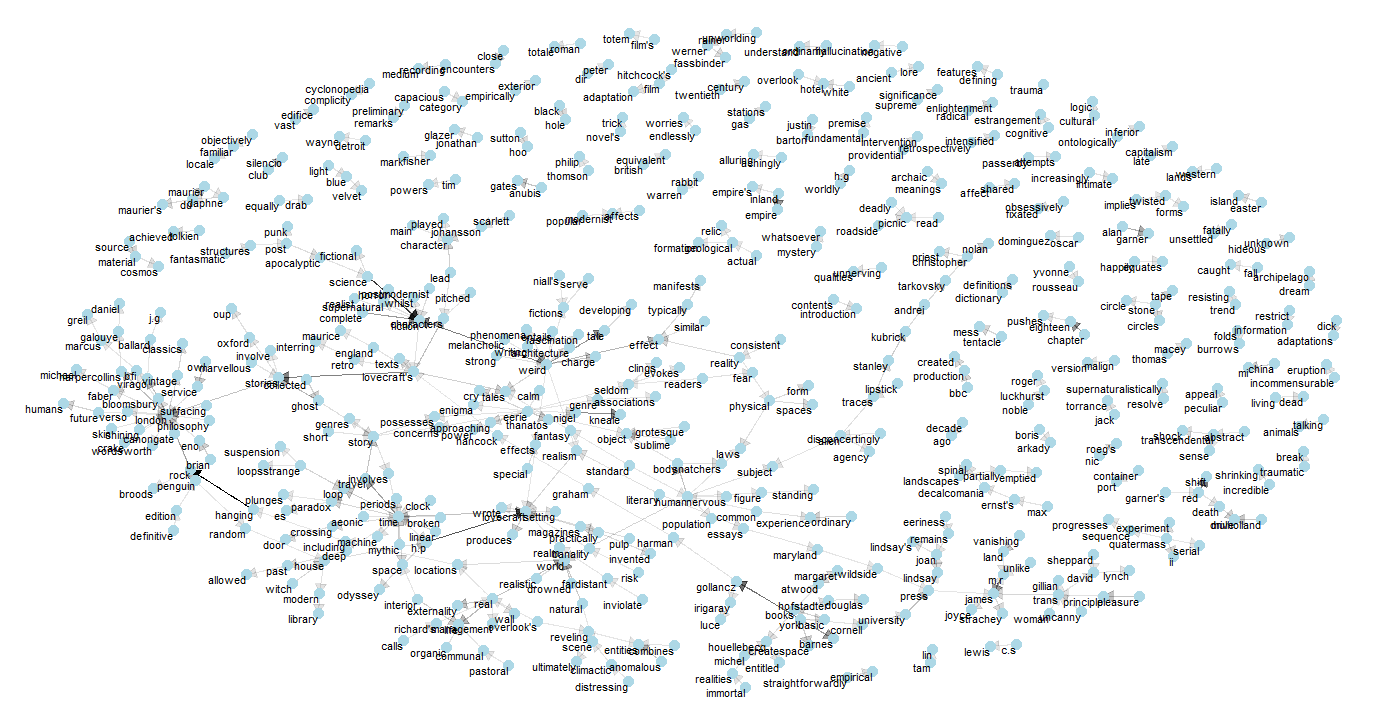 totem
film's
unworlding
rainer
close
totale
roman
werner
fassbinder
understand
ordinarily
hallucination
negative
medium
recording
encounters
peter
dir
hitchcock's
film
overlook
ancient
lore
features
defining
cyclonopedia
complicity
capacious
category
exterior
empirically
adaptation
century
twentieth
hotel
white
significance
supreme
trauma
edifice
vast
preliminary
remarks
black
hole
stations
gas
enlightenment
radical
logic
cultural
objectively
familiar
locale
wayne
detroit
glazer
jonathan
sutton
hoo
trick
novel's
worries
endlessly
justin
barton
premise
fundamental
intervention
providential
retrospectively
intensified
estrangement
cognitive
ontologically
inferior
capitalism
late
silencio
club
light
blue
velvet
markfisher
philip
thomson
equivalent
british
alluring
passently
attempts
increasingly
intimate
lands
western
maurier
du
daphne
maurier's
equally
drab
powers
tim
gates
anubis
rabbit
warren
empire's
inland
empire
h.g
worldly
archaic
meanings
affect
shared
obsessively
fixated
implies
twisted
forms
island
easter
achieved
tolkien
source
material
cosmos
fantasmatic
structures
punk
post
apocalyptic
fictional
played
main
johansson
character
scarlett
popular
modernist
affects
relic
formation
geological
actual
whatsoever
mystery
deadly
picnic
read
roadside
nolan
priest
christopher
dominguez
oscar
alan
garner
unsettled
fatally
hideous
unknown
science
lead
pitched
nial's
serve
manifests
unnerving
qualities
tarkovsky
definitions
dictionary
yvonne
rousseau
happily
equates
caught
fall
archipelago
dream
daniel
greil
j.g
oup
realist
supernatural
complete
postmodernist
whilst
characters
fiction
fictions
developing
typically
similar
contents
introduction
andrei
kubrick
mess
tentacle
pushes
eighteen
chapter
circle
circles
tape
stone
resisting
trend
restrict
information
folds
burrows
dick
adaptations
galouye
marcus
ballard
classics
oxford
involve
interring
maurice
phenomena
melancholic
fascination
writing
architecture
strong
weird
tale
charge
effect
consistent
reality
fear
macey
thomas
michael
harpercollins
bfi
virago
vintage
service
own
marvellous
stories
collected
england
retro
texts
lovecraft's
clings
evokes
readers
seldom
associations
stanley
lipstick
traces
created
production
bbc
version
malign
roger
luckhurst
noble
supernaturalistically
resolve
china
eruption
incommensurable
humans
faber
bloomsbury
surfacing
future
verso
london
philosophy
ghost
genres
short
cry
tales
calm
enigma
eerie
thanatos
genre
nigel
kneale
physical
form
spaces
torrance
jack
appeal
peculiar
living
dead
shining
canongate
crake
wordsworth
eno
brian
rock
penguin
suspension
loops
strange
story
possesses
concerns
approaching
power
hancock
fantasy
effects
realism
object
grotesque
sublime
laws
disconcertingly
alien
agency
decade
ago
boris
arkady
roeg's
nic
shock
transcendental
abstract
sense
talking
animals
broods
edition
definitive
plunges
es
hanging
random
involves
travel
loop
paradox
periods
clock
special
standard
graham
body
snatchers
subject
literary
human
nervous
figure
standing
spinal
landscapes
partially
emptied
decalcomania
ernst's
max
container
port
shift
red
shrinking
incredible
break
traumatic
aeonic
crossing
time
broken
linear
h.p
machine
mythic
wrote
lovecraft
setting
produces
magazines
practically
population
common
essays
experience
ordinary
garner's
death
drive
mulholland
door
including
deep
house
past
allowed
witch
modern
library
space
locations
odyssey
realm
banality
world
pulp
invented
harman
maryland
eeriness
remains
lindsay's
joan
lindsay
vanishing
land
unlike
progresses
sequence
experiment
quatermass
serial
ii
interior
externality
real
realistic
drowned
far
distant
risk
inviolate
natural
wall
overlook's
gollancz
irigaray
luce
margaret
atwood
wildside
hofstadter
douglas
books
york
basic
cornell
barnes
university
press
m.r
james
joyce
strachey
gillian
trans
woman
uncanny
sheppard
david
lynch
principle
pleasure
richard's
management
life
calls
organic
communal
pastoral
reveling
scene
entities
combines
ultimately
climactic
anomalous
distressing
houellebecq
michel
createspace
entitled
realities
immortal
straightforwardly
empirical
lin
tam
lewis
c.s